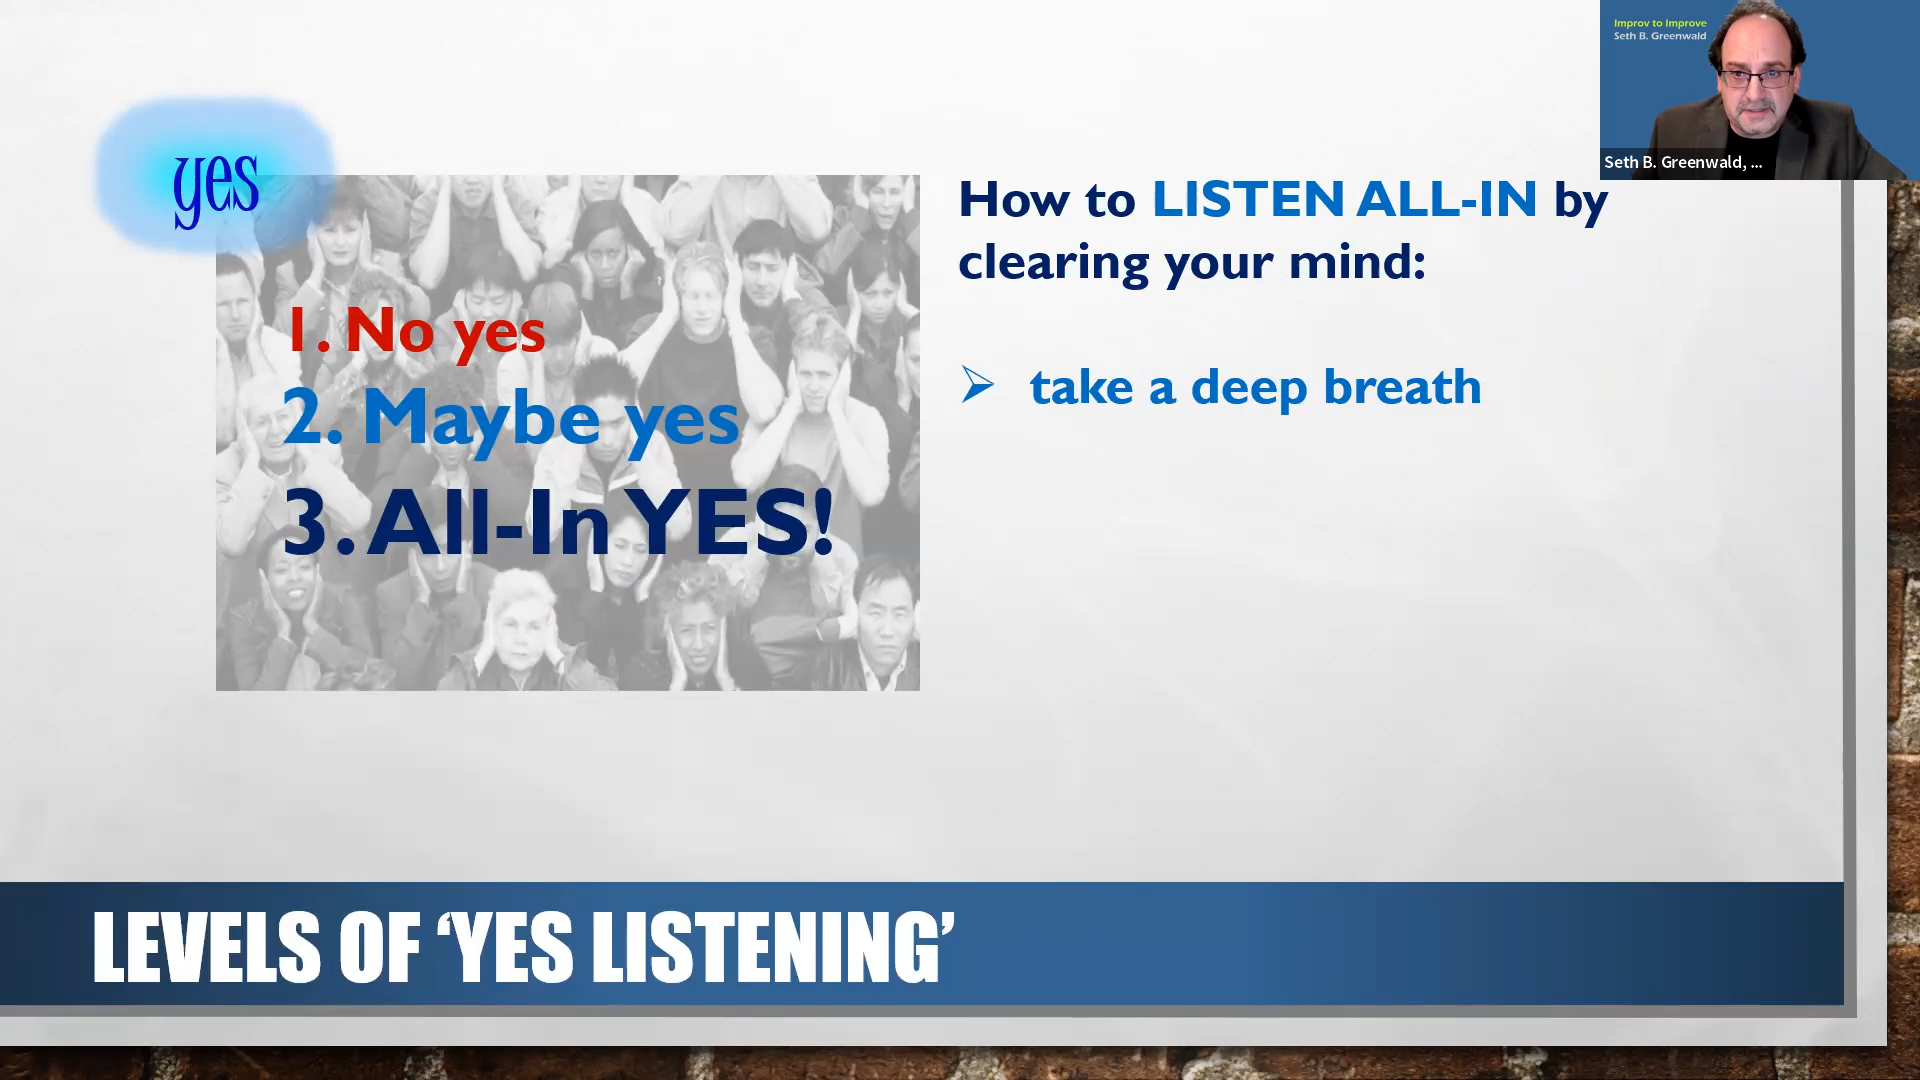 Improv to Improve
Seth B. Greenwald
Seth B. Greenwald, ...
yes
1. No yes
2. Maybe yes
3. All-In YES!
How to LISTEN ALL-IN by
clearing your mind:
➢ take a deep breath
LEVELS OF ‘YES LISTENING’